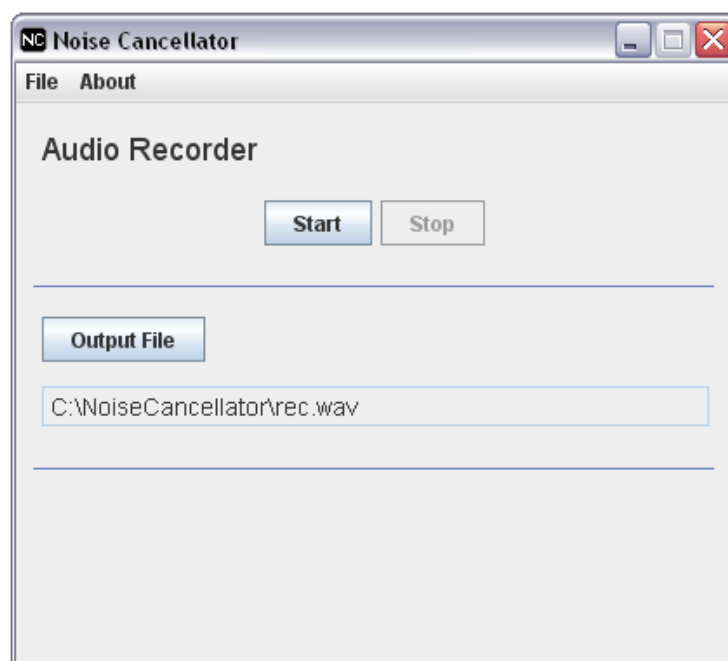 NC Noise Cancellator
File About
Audio Recorder
Start Stop
Output File
C:\NoiseCancellator\rec.wav